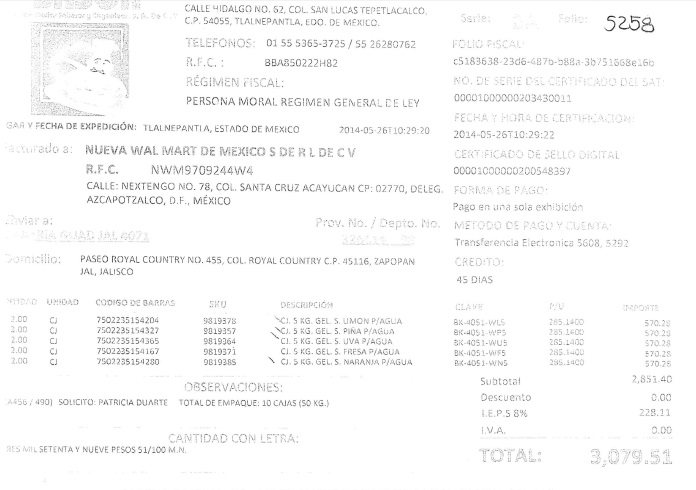 CALLE HIDALGO NO. 62, COL. SAN LUCAS TEPETLACALCO,
C.P. 54055, TLALNEPANTLA, EDO. DE MEXICO.
TELEFONOS: 01 55 5365-3725 / 55 26280762
R.F.C. : BBA850222H82
RÉGIMEN FISCAL:
PERSONA MORAL REGIMEN GENERAL DE LEY
Serie: Folio: 5258
FOLIO FISCAL:
c5183638-23d6-487b-b88a-3b751668e16b
NO. DE SERIE DEL CERTIFICADO DEL SAT:
00001000000203430011
FECHA Y HORA DE CERTIFICACION:
2014-05-26T10:29:22
CERTIFICADO DE SELLO DIGITAL
00001000000200548397
FORMA DE PAGO:
Pago en una sola exhibición
METODO DE PAGO Y CUENTA:
Transferencia Electronica 5608, 5292
CREDITO:
45 DIAS
GAR Y FECHA DE EXPEDICIÓN: TLALNEPANTLA, ESTADO DE MEXICO 2014-05-26T10:29:20
acturado a: NUEVA WAL MART DE MEXICO S DE R L DE C V
R.F.C. NWM9709244W4
CALLE: NEXTENGO NO. 78, COL. SANTA CRUZ ACAYUCAN CP: 02770, DELEG.
AZCAPOTZALCO, D.F., MÉXICO
Enviar a: Prov. No. / Depto. No.
GUAD JAL 4071
Domicilio: PASEO ROYAL COUNTRY NO. 455, COL. ROYAL COUNTRY C.P. 45116, ZAPOPAN
JAL, JALISCO
UNIDAD CODIGO DE BARRAS SKU DESCRIPCIÓN CLAVE P/U IMPORTE
2.00 CJ 7502235154204 9819378 CJ. 5 KG. GEL. S. LIMON P/AGUA BK-4051-WL5 285.1400 570.28
2.00 CJ 7502235154327 9819357 CJ. 5 KG. GEL. S. PIÑA P/AGUA BK-4051-WP5 285.1400 570.28
2.00 CJ 7502235154365 9819364 CJ. 5 KG. GEL. S. UVA P/AGUA BK-4051-WU5 285.1400 570.28
2.00 CJ 7502235154167 9819371 CJ. 5 KG. GEL. S. FRESA P/AGUA BK-4051-WF5 285.1400 570.28
2.00 CJ 7502235154280 9819385 CJ. 5 KG. GEL. S. NARANJA P/AGUA BK-4051-WN5 285.1400 570.28
OBSERVACIONES:
(A456 / 490) SOLICITO: PATRICIA DUARTE TOTAL DE EMPAQUE: 10 CAJAS (50 KG.)
Subtotal 2,851.40
Descuento 0.00
I.E.P.S 8% 228.11
I.V.A. 0.00
CANTIDAD CON LETRA:
RES MIL SETENTA Y NUEVE PESOS 51/100 M.N.
TOTAL: 3,079.51